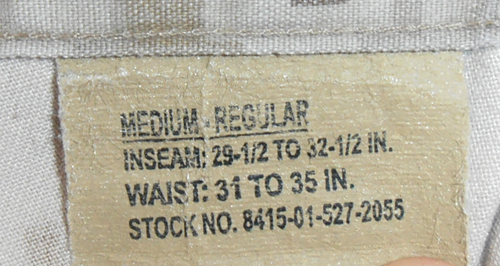 MEDIUM - REGULAR
INSEAM: 29-1/2 TO 32-1/2 IN.
WAIST: 31 TO 35 IN.
STOCK NO. 8415-01-527-2055